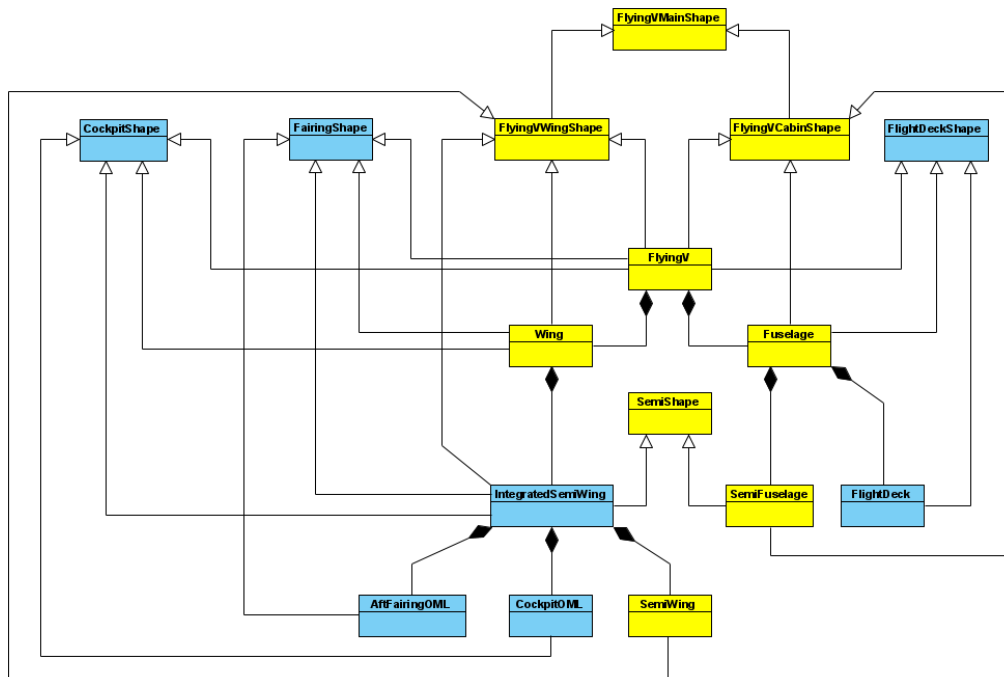 FlyingVMainShape
CockpitShape
FairingShape
FlyingVWingShape
FlyingVCabinShape
FlightDeckShape
FlyingV
Wing
Fuselage
SemiShape
IntegratedSemiWing
SemiFuselage
FlightDeck
AftFairingOML
CockpitOML
SemiWing